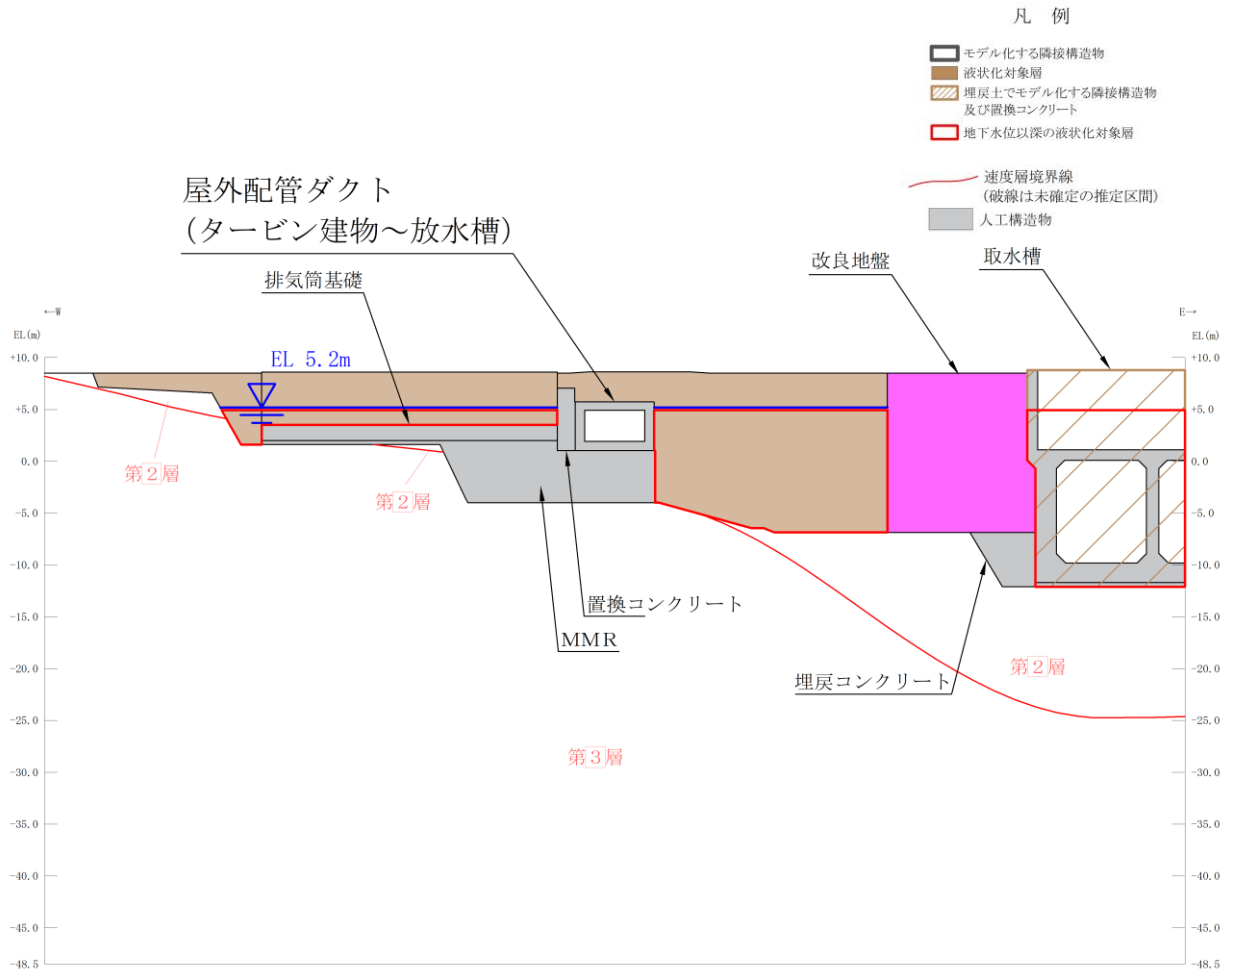 凡　例
モデル化する隣接構造物
液状化対象層
埋戻土でモデル化する隣接構造物
及び置換コンクリート
地下水位以深の液状化対象層
速度層境界線
(破線は未確定の推定区間)
人工構造物
屋外配管ダクト
(タービン建物～放水槽)
排気筒基礎
改良地盤
取水槽
←W
E→
EL(m)
EL(m)
EL 5.2m
+10.0
+5.0
0.0
-5.0
-10.0
-15.0
-20.0
-25.0
-30.0
-35.0
-40.0
-45.0
-48.5
+10.0
+5.0
0.0
-5.0
-10.0
-15.0
-20.0
-25.0
-30.0
-35.0
-40.0
-45.0
-48.5
第2層
第2層
置換コンクリート
MMR
埋戻コンクリート
第2層
第3層